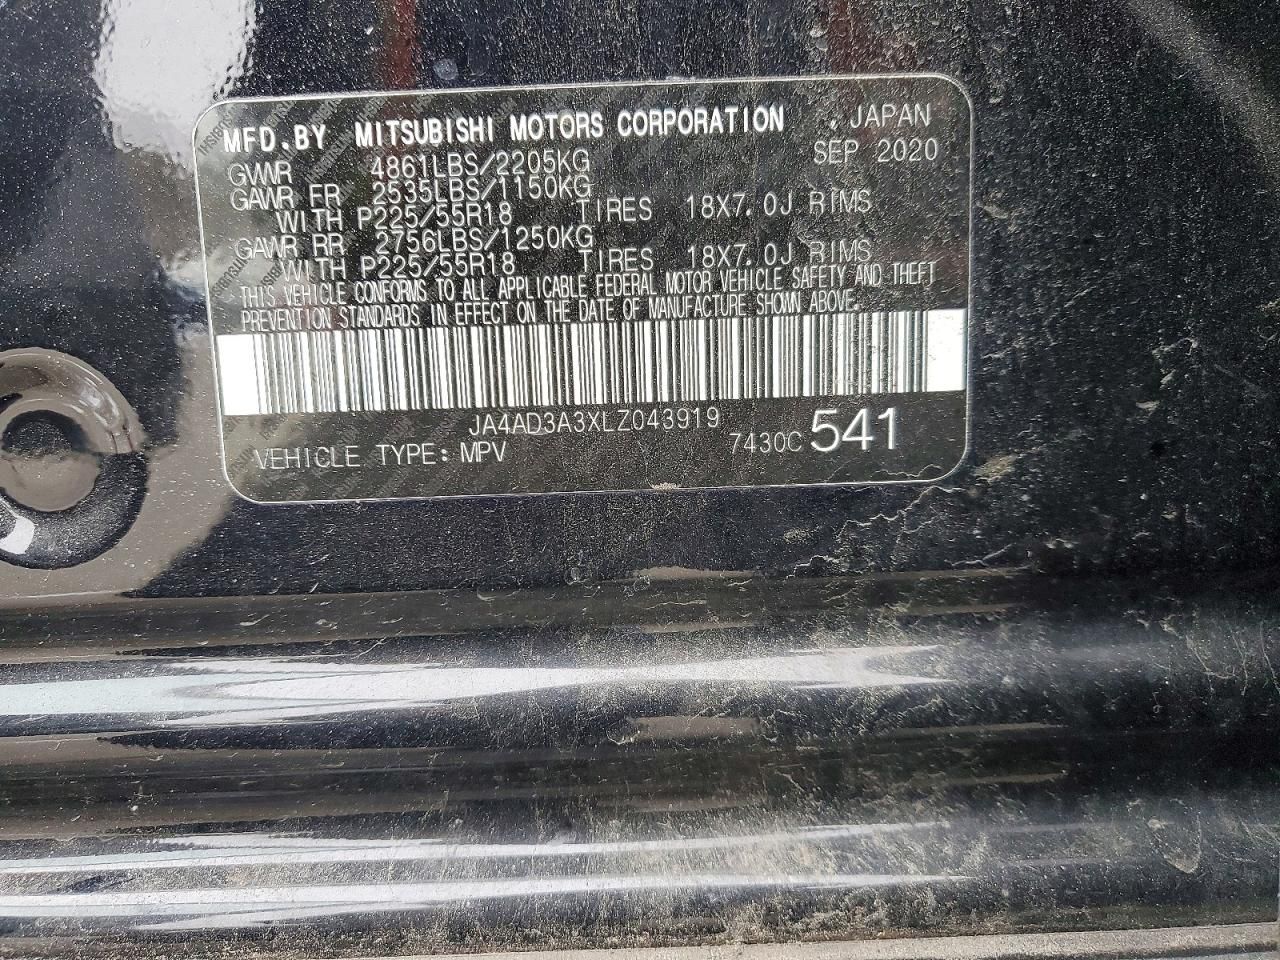 MFD.BY MITSUBISHI MOTORS CORPORATION , JAPAN
GVWR 4861LBS/2205KG SEP 2020
GAWR FR 2535LBS/1150KG
WITH P225/55R18 TIRES 18X7.0J RIMS
GAWR RR 2756LBS/1250KG
WITH P225/55R18 TIRES 18X7.0J RIMS
THIS VEHICLE CONFORMS TO ALL APPLICABLE FEDERAL MOTOR VEHICLE SAFETY AND THEFT
PREVENTION STANDARDS IN EFFECT ON THE DATE OF MANUFACTURE SHOWN ABOVE.
JA4AD3A3XLZ043919
VEHICLE TYPE: MPV 7430C 541